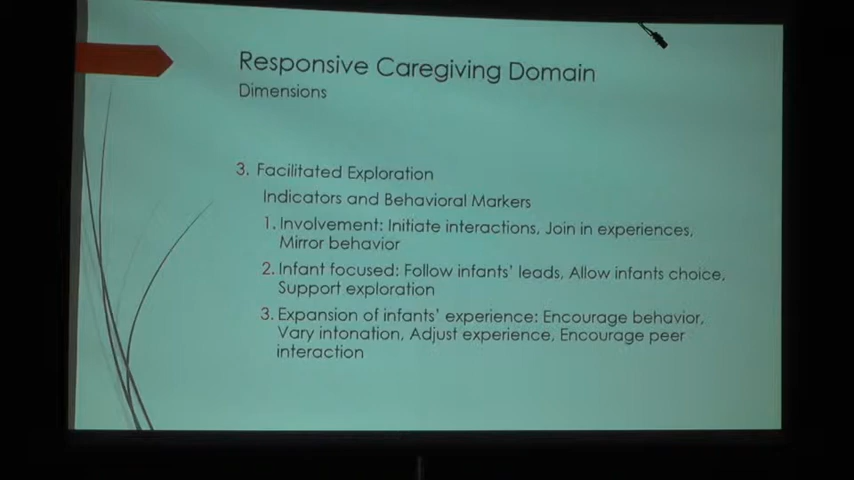 Responsive Caregiving Domain
Dimensions
3. Facilitated Exploration
Indicators and Behavioral Markers
1. Involvement: Initiate interactions, Join in experiences,
Mirror behavior
2. Infant focused: Follow infants' leads, Allow infants choice,
Support exploration
3. Expansion of infants' experience: Encourage behavior,
Vary intonation, Adjust experience, Encourage peer
interaction